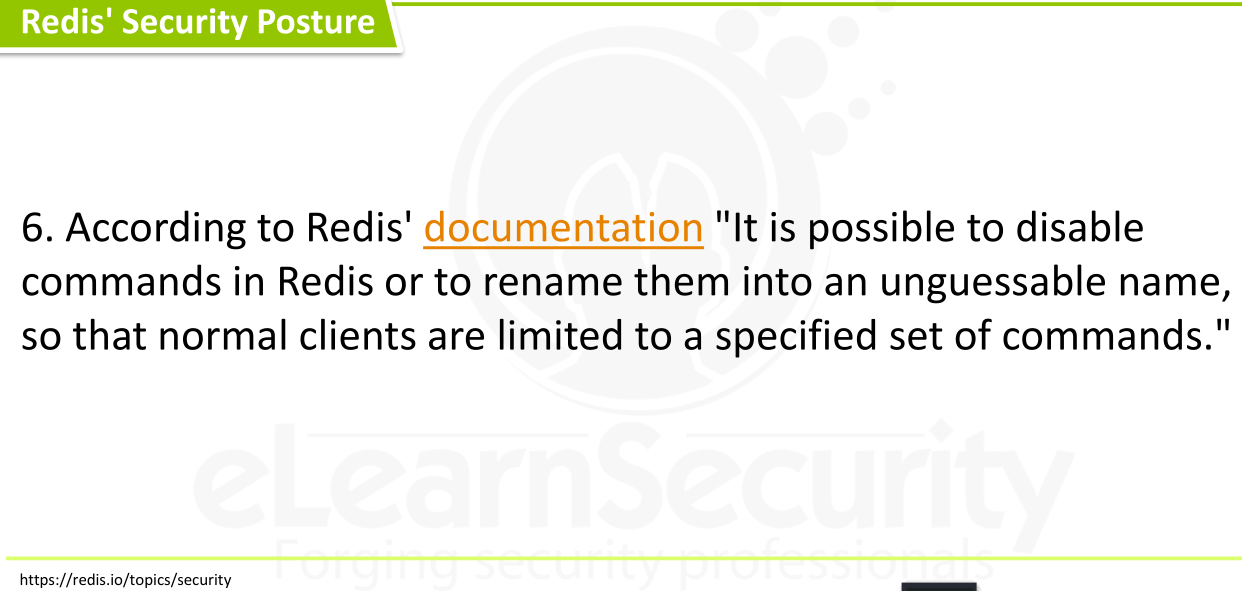 Redis' Security Posture
6. According to Redis' documentation "It is possible to disable
commands in Redis or to rename them into an unguessable name,
so that normal clients are limited to a specified set of commands."
eLearnSecurity
Forging security professionals
https://redis.io/topics/security